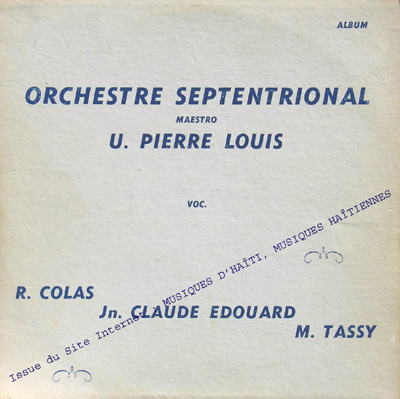 ALBUM
ORCHESTRE SEPTENTRIONAL
MAESTRO
U. PIERRE LOUIS
VOC.
R. COLAS
Jn. CLAUDE EDOUARD
M. TASSY
Issue du Site Internet MUSIQUES D'HAÏTI, MUSIQUES HAÏTIENNES